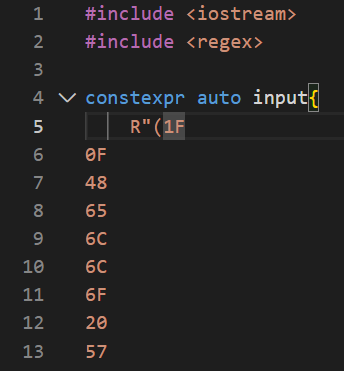 1 #include <iostream>
2 #include <regex>
3
4 constexpr auto input{
5 R"(1F
6 0F
7 48
8 65
9 6C
10 6C
11 6F
12 20
13 57